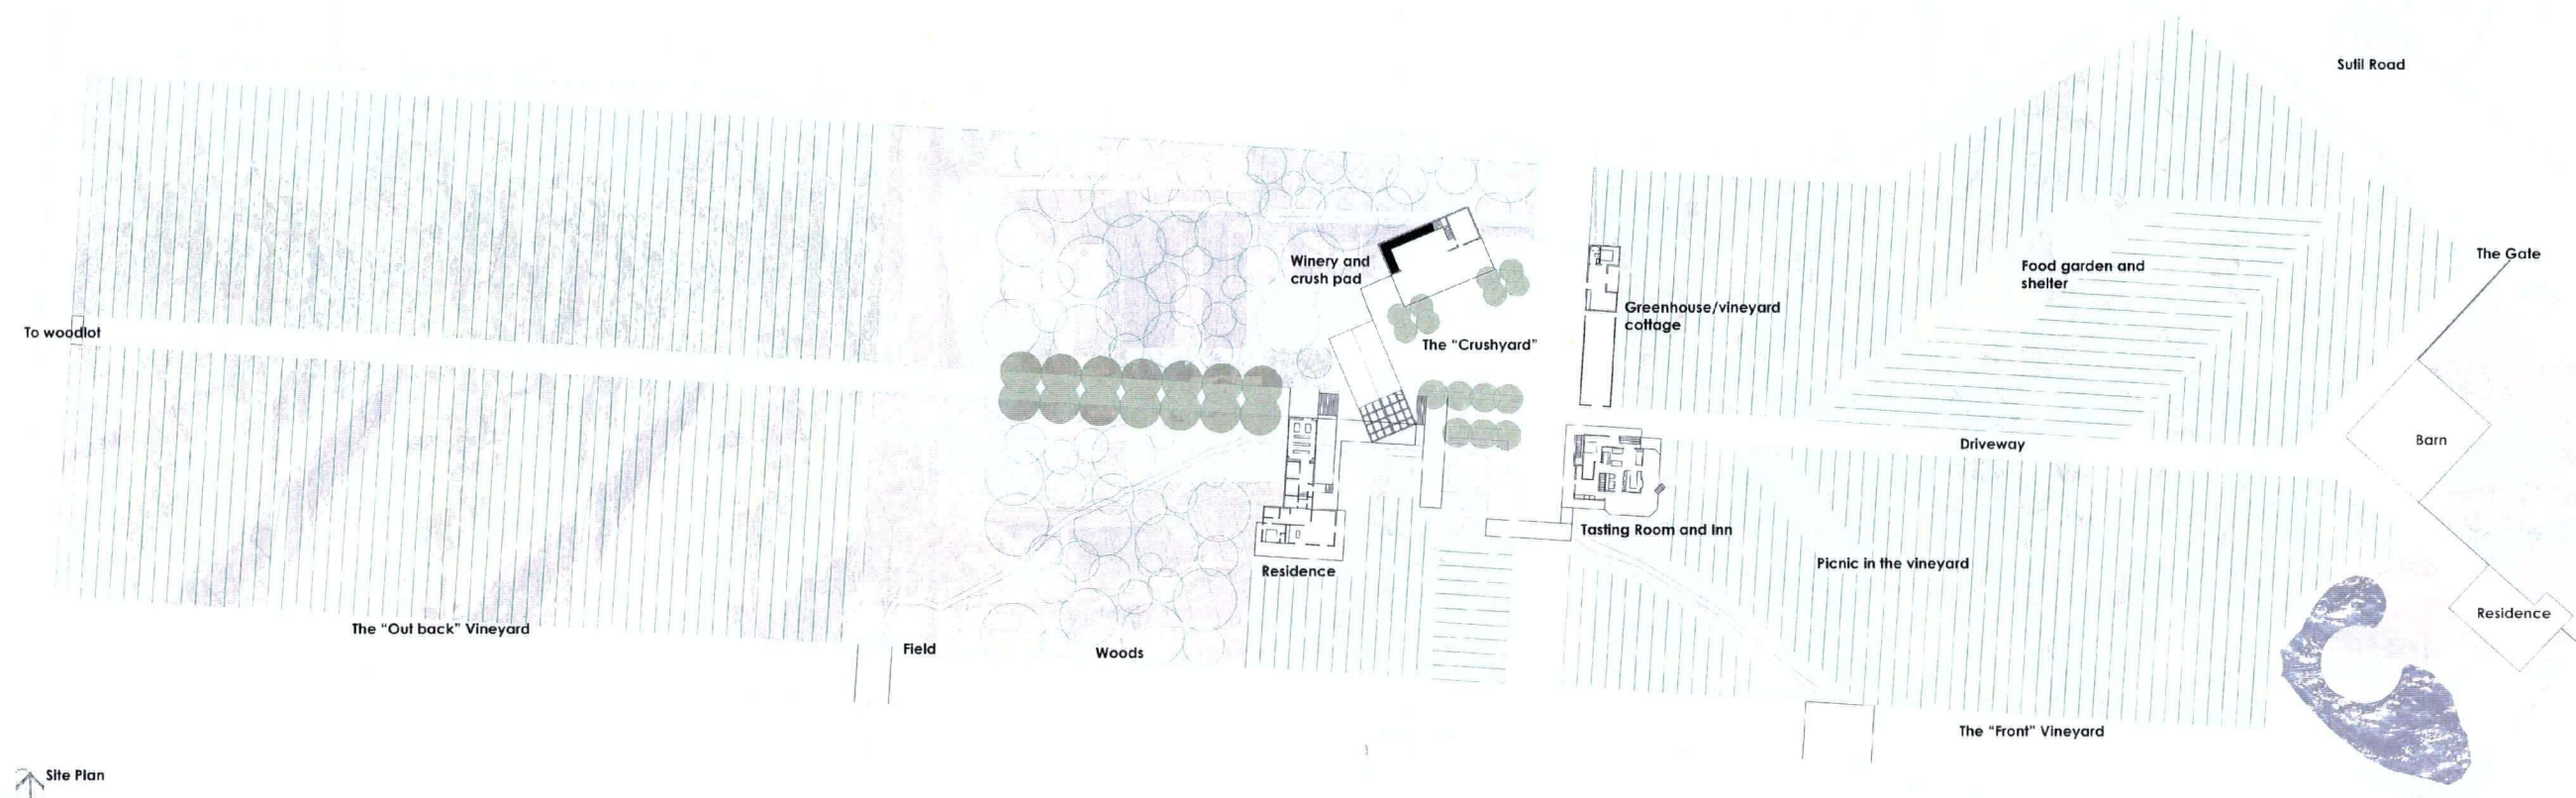 Sutil Road
The Gate
Winery and
crush pad
Food garden and
shelter
Greenhouse/vineyard
cottage
To woodlot
The "Crushyard"
Driveway
Barn
Tasting Room and Inn
Picnic in the vineyard
Residence
Residence
The "Out back" Vineyard
Field
Woods
The "Front" Vineyard
Site Plan